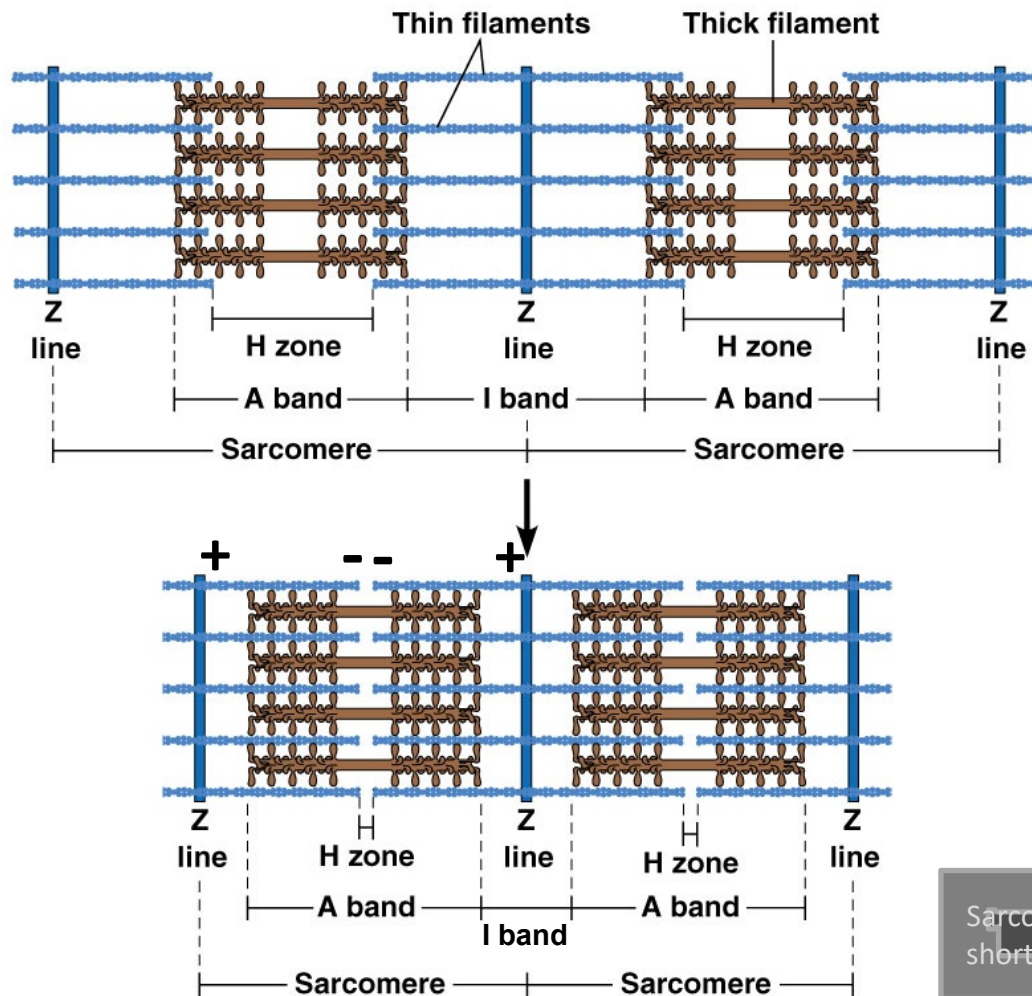 Thin filaments Thick filament
Z Z Z
line H zone line H zone line
A band I band A band
Sarcomere Sarcomere
+ - - +
Z Z Z
line H zone line H zone line
A band A band
I band
Sarcomere Sarcomere
short